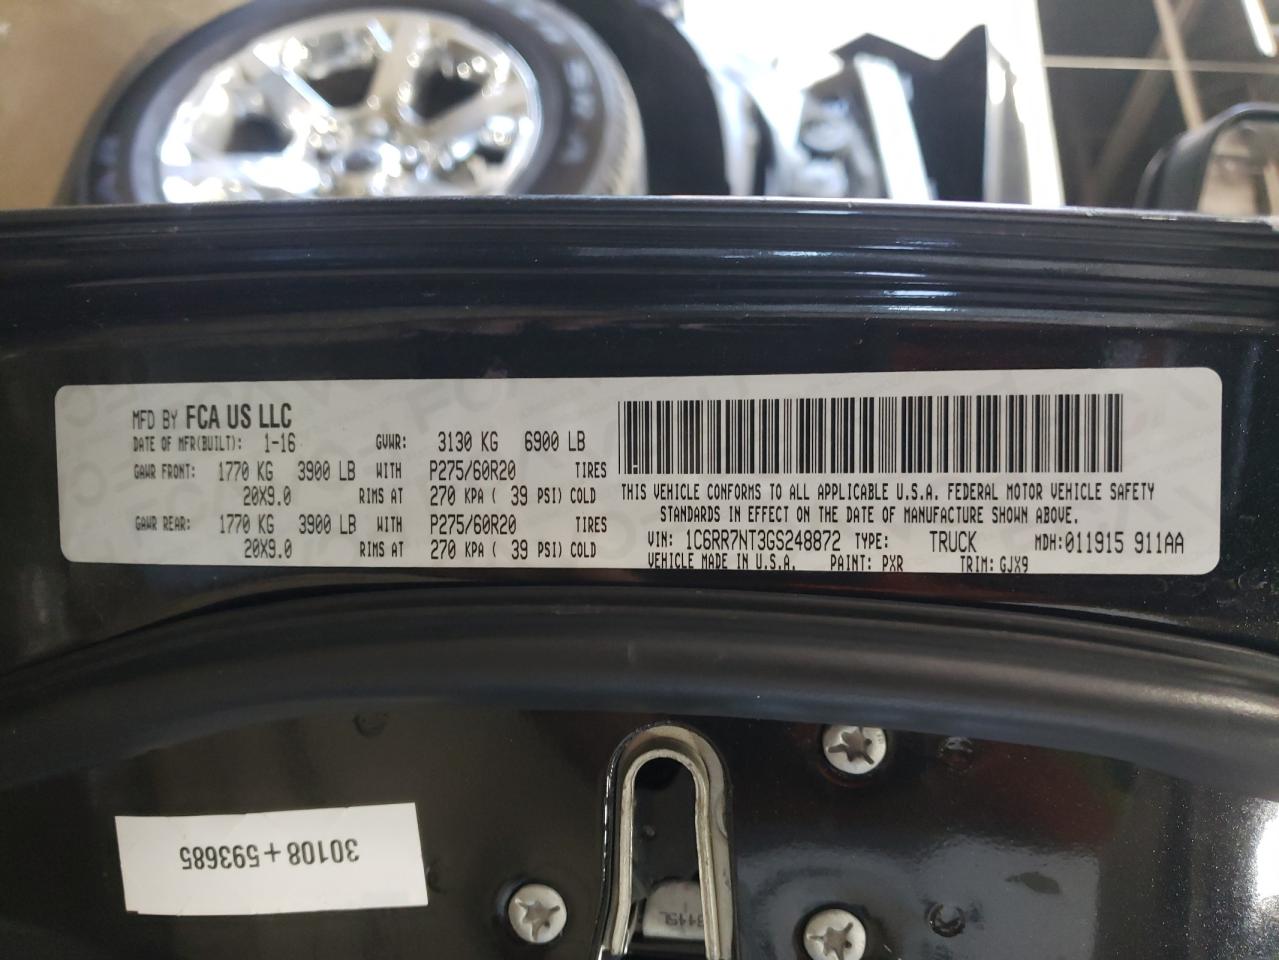 MFD BY FCA US LLC
DATE OF MFR(BUILT): 1-16 GVWR: 3130 KG 6900 LB
GAWR FRONT: 1770 KG 3900 LB WITH P275/60R20 TIRES
20X9.0 RIMS AT 270 KPA ( 39 PSI) COLD
GAWR REAR: 1770 KG 3900 LB WITH P275/60R20 TIRES
20X9.0 RIMS AT 270 KPA ( 39 PSI) COLD
THIS VEHICLE CONFORMS TO ALL APPLICABLE U.S.A. FEDERAL MOTOR VEHICLE SAFETY
STANDARDS IN EFFECT ON THE DATE OF MANUFACTURE SHOWN ABOVE.
VIN: 1C6RR7NT3GS248872 TYPE: TRUCK MDH:011915 911AA
VEHICLE MADE IN U.S.A. PAINT: PXR TRIM: GJX9
30108+593685